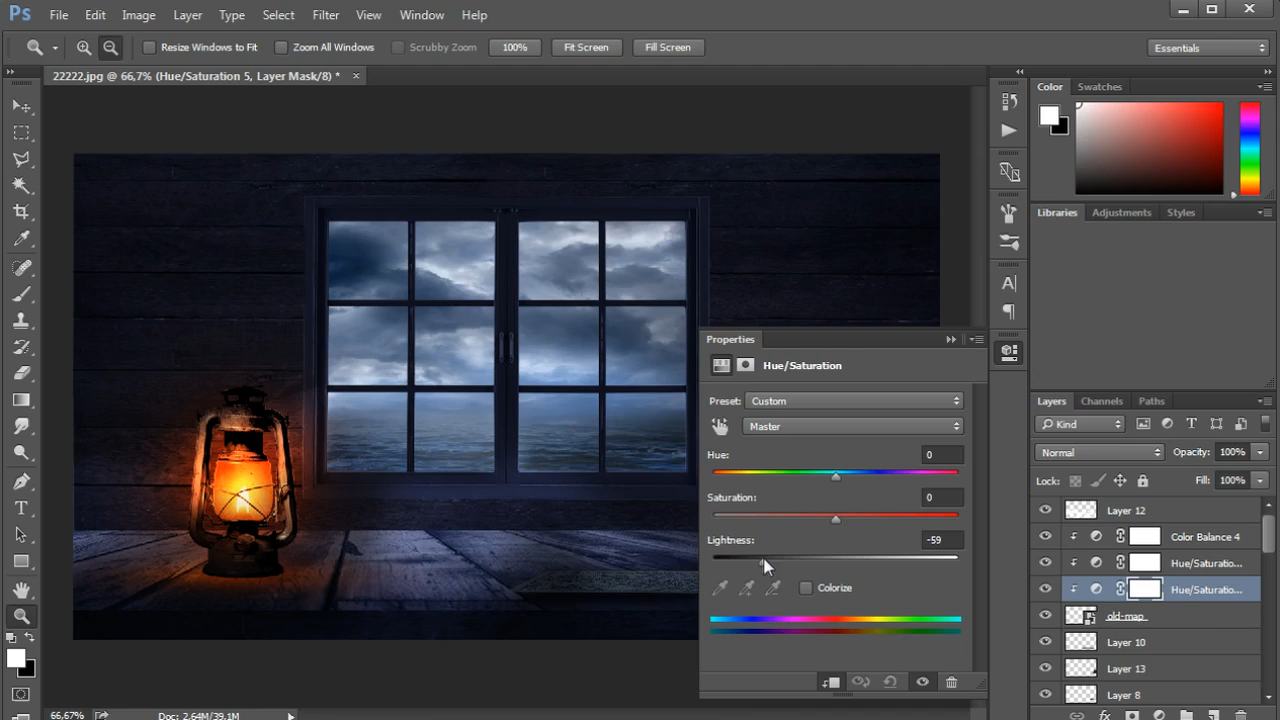 Ps File Edit Image Layer Type Select Filter View Window Help
Resize Windows to Fit Zoom All Windows Scrubby Zoom 100% Fit Screen Fill Screen Essentials
22222.jpg @ 66,7% (Hue/Saturation 5, Layer Mask/8) * ×
Color Swatches
Libraries Adjustments Styles
Properties
Hue/Saturation
Preset: Custom
Master
Hue: 0
Saturation: 0
Lightness: -59
Colorize
Layers Channels Paths
Kind
Normal Opacity: 100%
Lock: Fill: 100%
Layer 12
Color Balance 4
Hue/Saturatio...
Hue/Saturatio...
old-map
Layer 10
Layer 13
Layer 8
66,67% Doc: 2,64M/39,1M